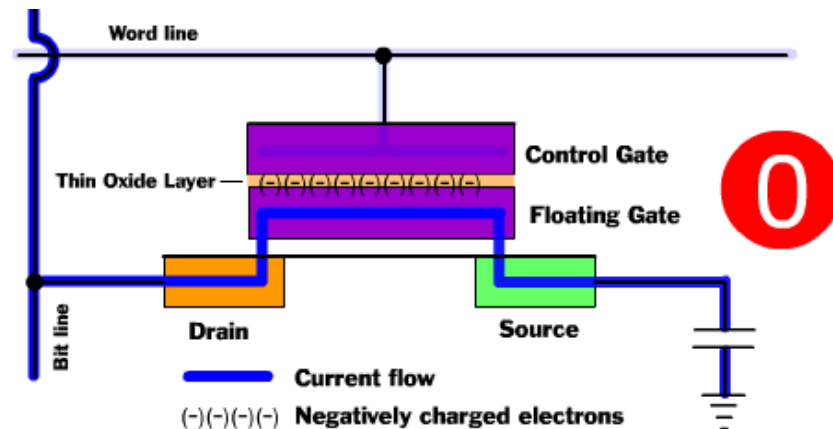 Word line
Control Gate
Thin Oxide Layer
(-)(-)(-)(-)(-)(-)(-)(-)(-)
Floating Gate
0
Bit line
Drain
Source
Current flow
(-)(-)(-)(-) Negatively charged electrons